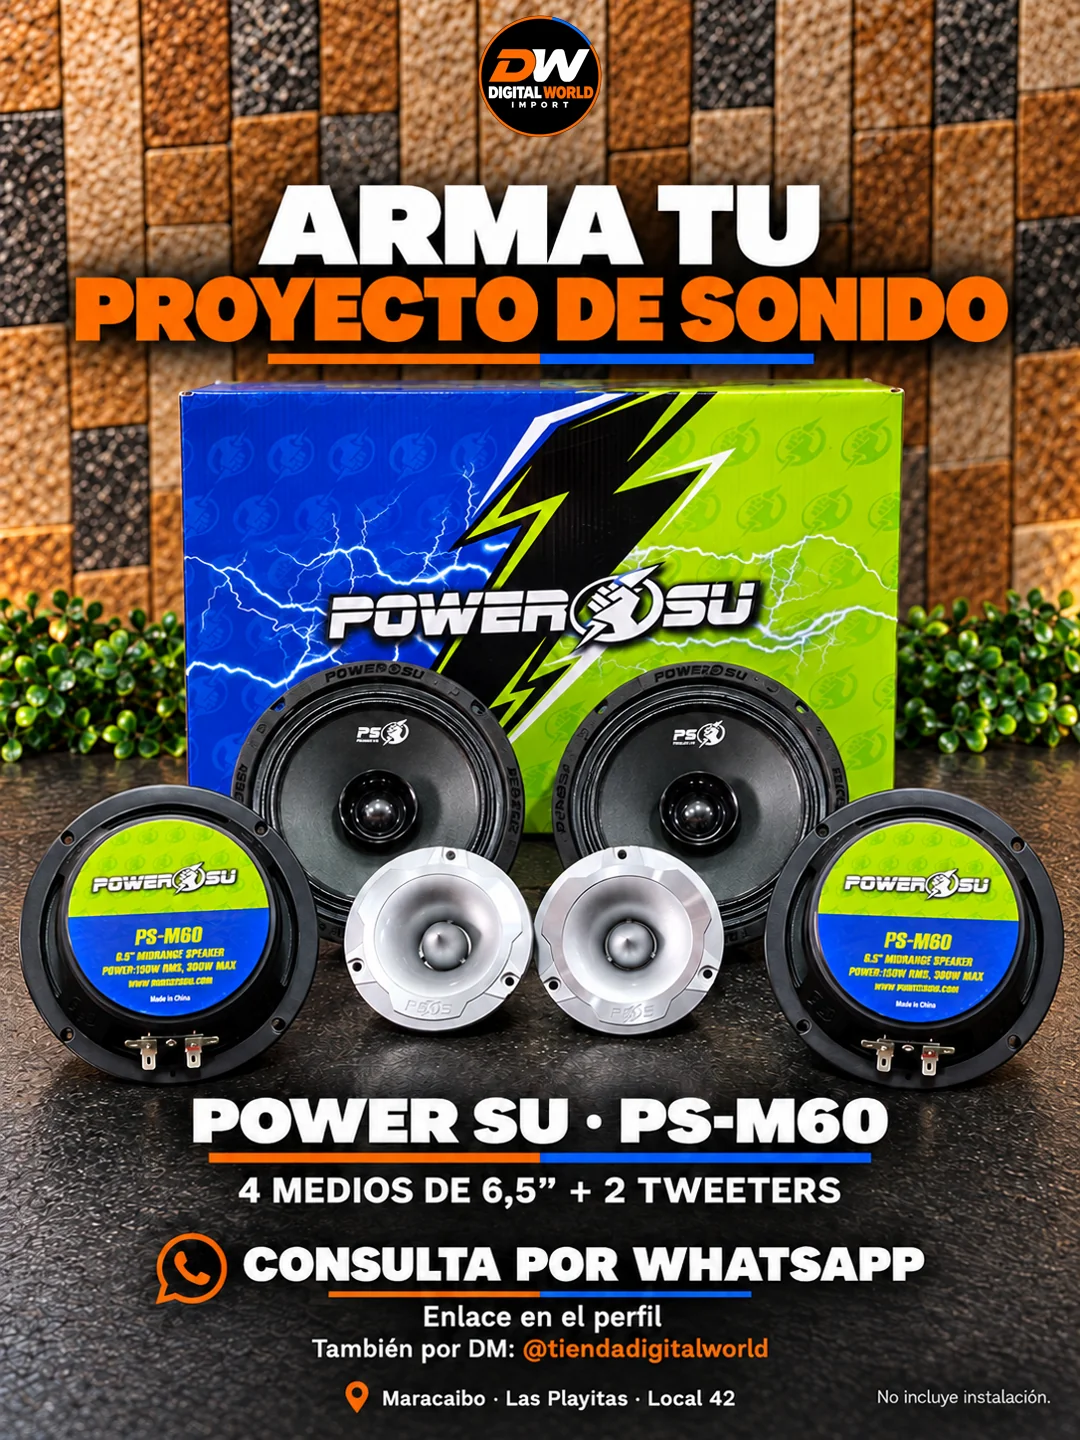 DW
DIGITAL WORLD
IMPORT
ARMA TU
PROYECTO DE SONIDO
POWER SU
POWER SU
POWER SU
PS
PS
POWER SU
PS-M60
6.5" MIDRANGE SPEAKER
POWER:150W RMS, 300W MAX
Made in China
POWER SU
PS-M60
6.5" MIDRANGE SPEAKER
POWER:150W RMS, 300W MAX
Made in China
POWER SU · PS-M60
4 MEDIOS DE 6,5” + 2 TWEETERS
CONSULTA POR WHATSAPP
Enlace en el perfil
También por DM: @tiendadigitalworld
Maracaibo · Las Playitas · Local 42
No incluye instalación.